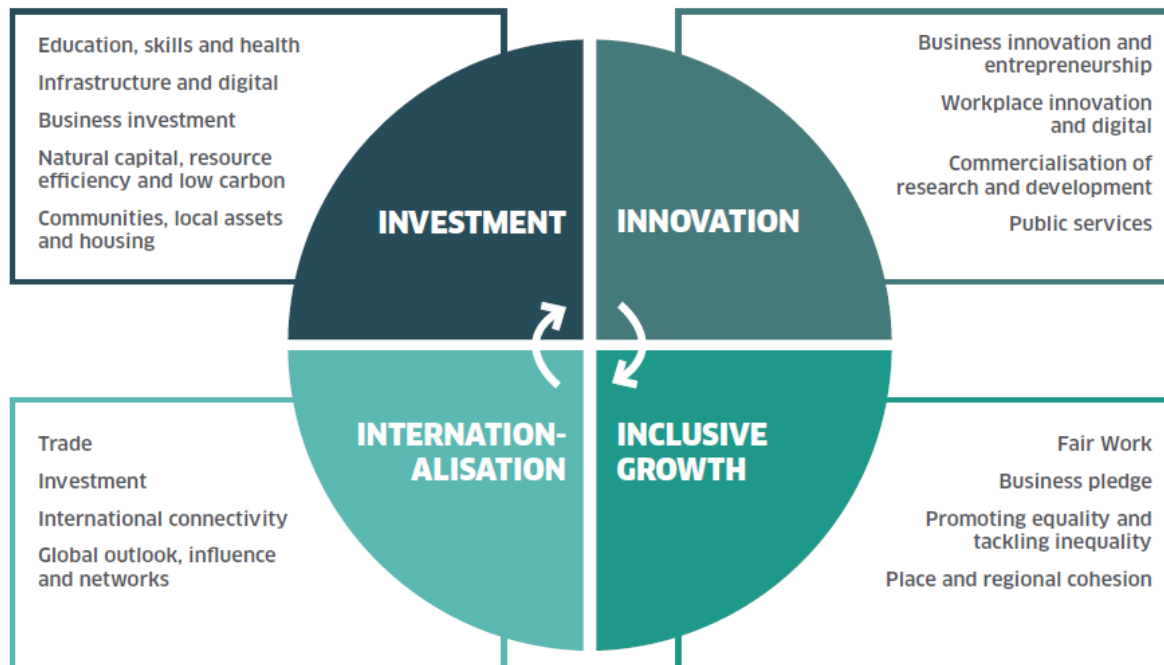 Education, skills and health
Infrastructure and digital
Business investment
Natural capital, resource
efficiency and low carbon
Communities, local assets
and housing
INVESTMENT
INNOVATION
Business innovation and
entrepreneurship
Workplace innovation
and digital
Commercialisation of
research and development
Public services
Trade
Investment
International connectivity
Global outlook, influence
and networks
INTERNATION-
ALISATION
INCLUSIVE
GROWTH
Fair Work
Business pledge
Promoting equality and
tackling inequality
Place and regional cohesion